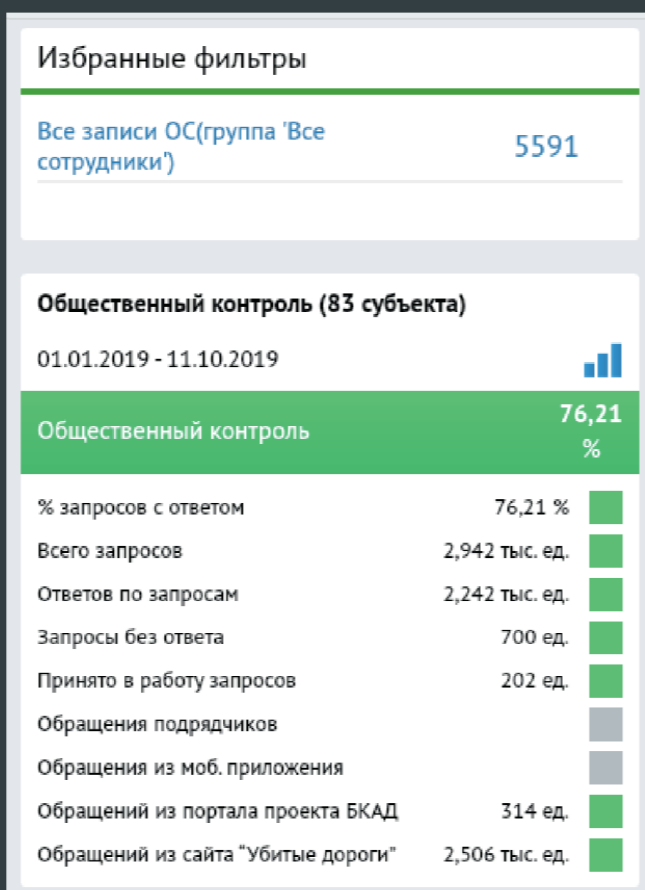 Избранные фильтры
Все записи ОС(группа 'Все
сотрудники')
5591
Общественный контроль (83 субъекта)
01.01.2019 - 11.10.2019
Общественный контроль
76,21
%
% запросов с ответом 76,21 %
Всего запросов 2,942 тыс. ед.
Ответов по запросам 2,242 тыс. ед.
Запросы без ответа 700 ед.
Принято в работу запросов 202 ед.
Обращения подрядчиков
Обращения из моб. приложения
Обращений из портала проекта БКАД 314 ед.
Обращений из сайта "Убитые дороги" 2,506 тыс. ед.